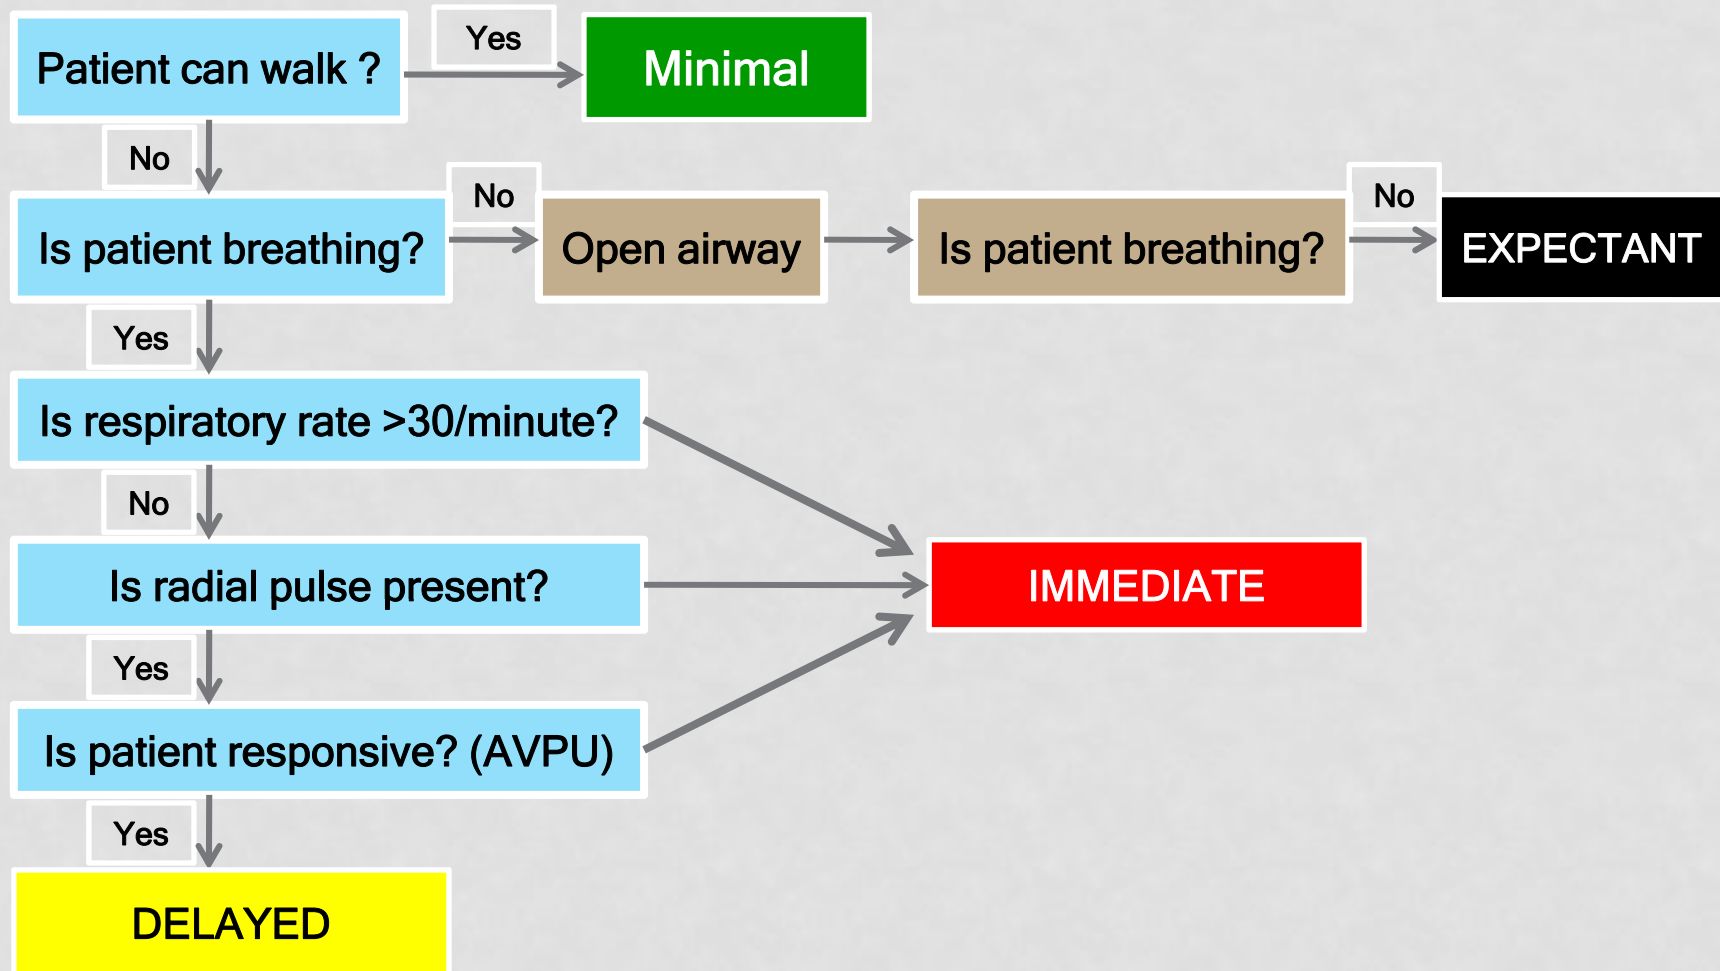 Patient can walk ?
Yes
Minimal
No
Is patient breathing?
No
Open airway
Is patient breathing?
No
EXPECTANT
Yes
Is respiratory rate >30/minute?
No
Is radial pulse present?
IMMEDIATE
Yes
Is patient responsive? (AVPU)
Yes
DELAYED